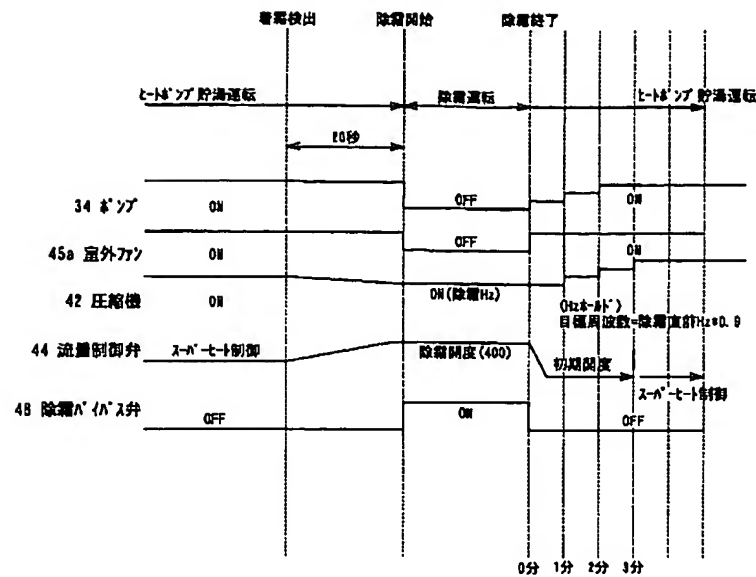 着霜検出 除霜開始 除霜終了
ヒートポンプ貯湯運転 除霜運転 ヒートポンプ貯湯運転
20秒
34 ポンプ ON OFF ON
45a 室外ファン ON OFF ON
42 圧縮機 ON ON(除霜Hz) (Hzホールド)
目標周波数=除霜直前Hz*0.9
44 流量制御弁 スーパーヒート制御 除霜開度(400) 初期開度
スーパーヒート制御
48 除霜バイパス弁 OFF ON OFF
0分 1分 2分 3分